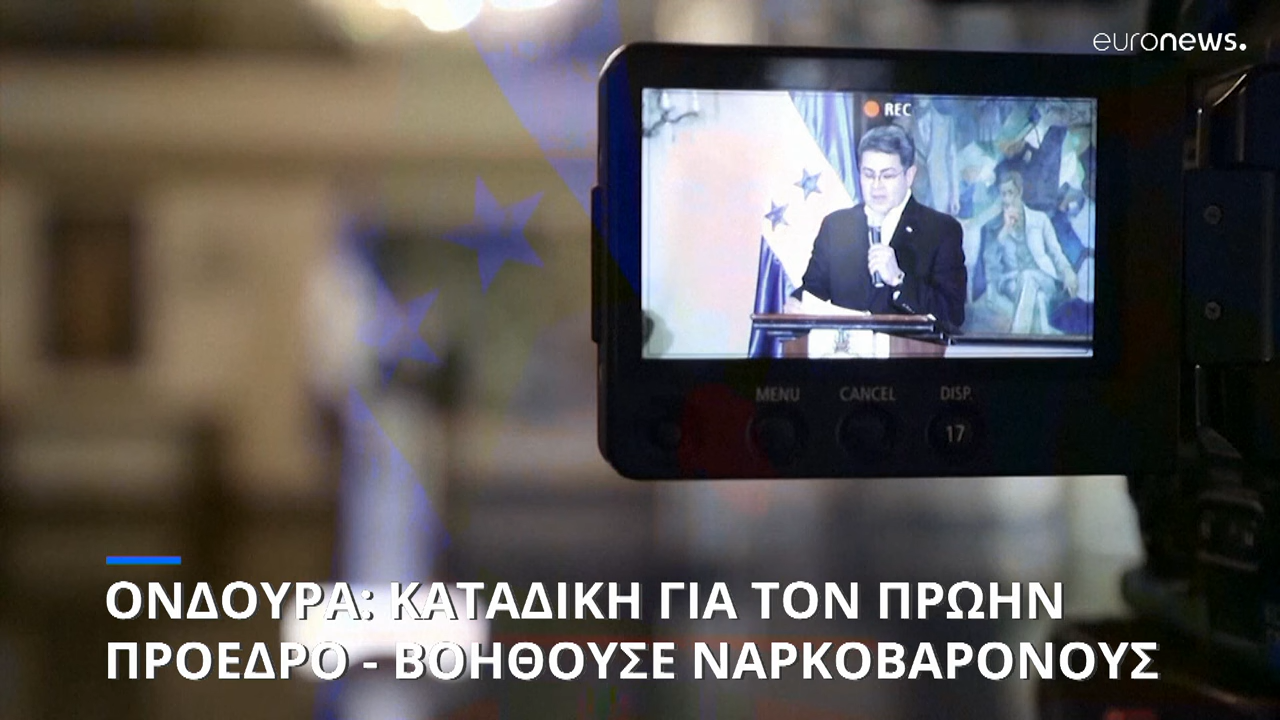 euronews.
REC
MENU CANCEL DISP.
17
ΟΝΔΟΥΡΑ: ΚΑΤΑΔΙΚΗ ΓΙΑ ΤΟΝ ΠΡΩΗΝ
ΠΡΟΕΔΡΟ - ΒΟΗΘΟΥΣΕ ΝΑΡΚΟΒΑΡΟΝΟΥΣ